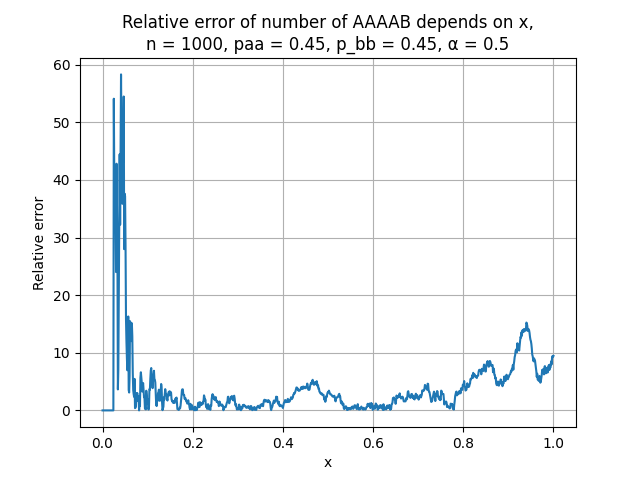 Relative error of number of AAAAB depends on x,
n = 1000, paa = 0.45, p_bb = 0.45, α = 0.5
60
50
40
30
20
10
0
Relative error
0.0 0.2 0.4 0.6 0.8 1.0
x